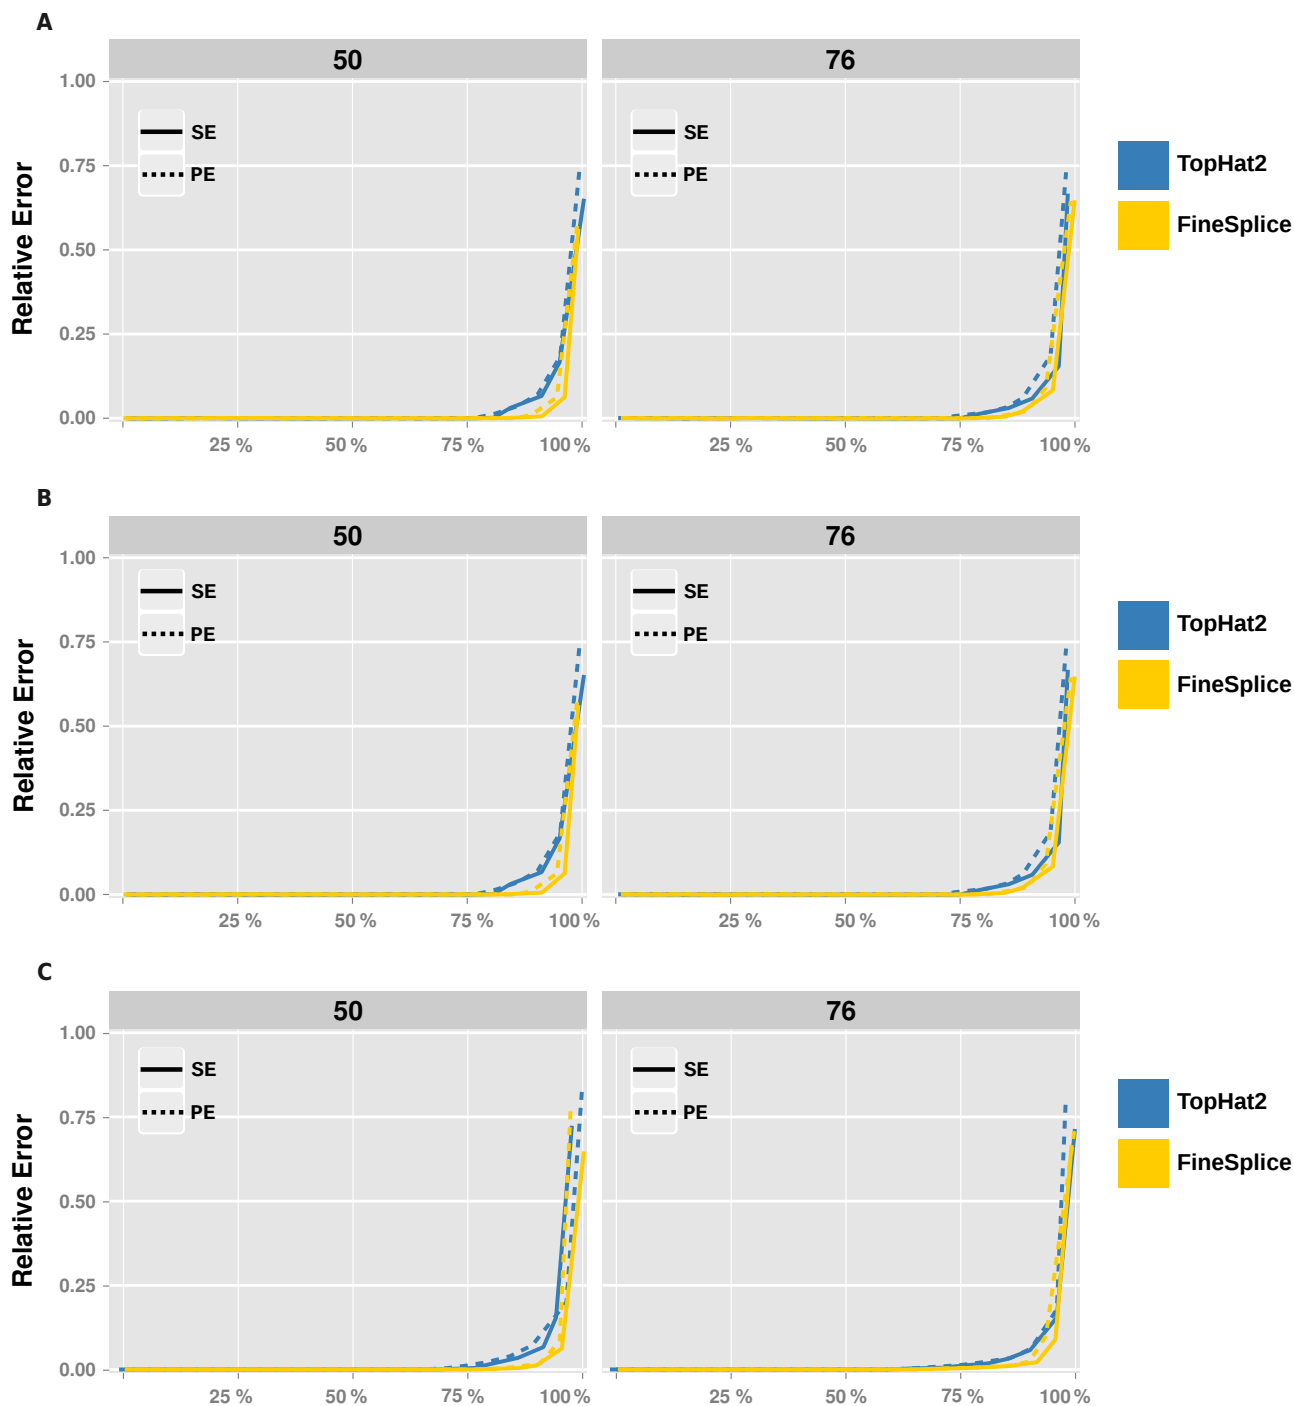 A
50 76
1.00
0.75
0.50
0.25
0.00
Relative Error
SE
PE
SE
PE
TopHat2
FineSplice
25 % 50 % 75 % 100 % 25 % 50 % 75 % 100 %
B
50 76
1.00
0.75
0.50
0.25
0.00
Relative Error
SE
PE
SE
PE
TopHat2
FineSplice
25 % 50 % 75 % 100 % 25 % 50 % 75 % 100 %
C
50 76
1.00
0.75
0.50
0.25
0.00
Relative Error
SE
PE
SE
PE
TopHat2
FineSplice
25 % 50 % 75 % 100 % 25 % 50 % 75 % 100 %